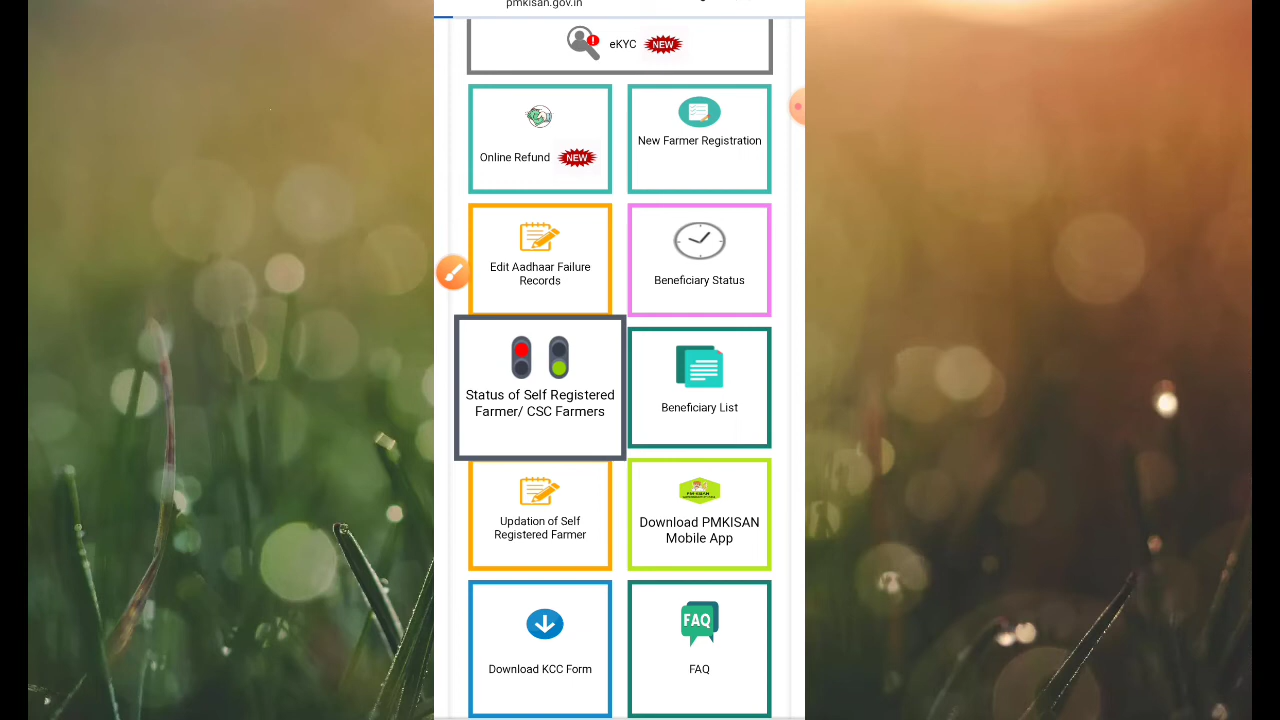 pmkisan.gov.in
eKYC NEW
Online Refund NEW
New Farmer Registration
Edit Aadhaar Failure
Records
Beneficiary Status
Status of Self Registered
Farmer/ CSC Farmers
Beneficiary List
Updation of Self
Registered Farmer
PM KISAN
Download PMKISAN
Mobile App
Download KCC Form
FAQ
FAQ